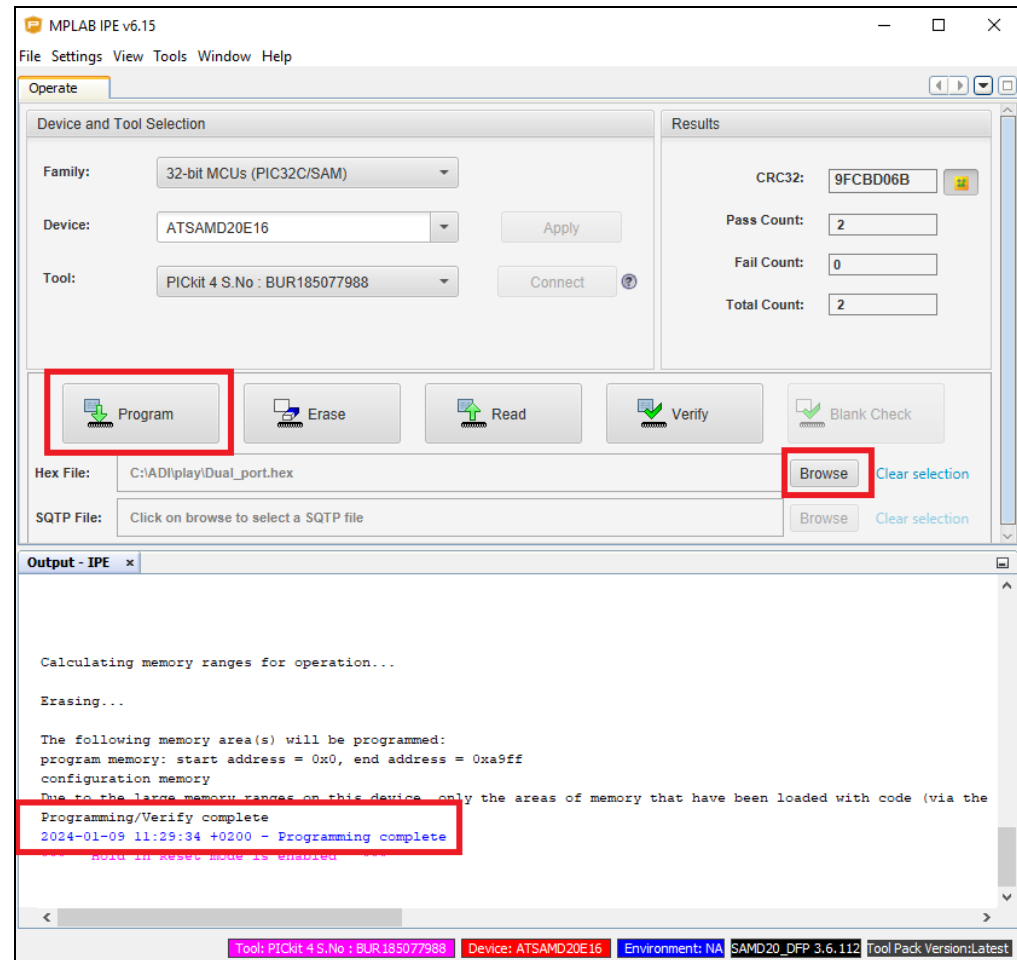 MPLAB IPE v6.15
File Settings View Tools Window Help
Operate
Device and Tool Selection
Results
Family:
32-bit MCUs (PIC32C/SAM)
CRC32:
9FCBD06B
Device:
ATSAMD20E16
Apply
Pass Count:
2
Tool:
PICkit 4 S.No : BUR185077988
Connect
?
Fail Count:
0
Total Count:
2
Program
Erase
Read
Verify
Blank Check
Hex File:
C:\ADI\play\Dual_port.hex
Browse
Clear selection
SQTP File:
Click on browse to select a SQTP file
Browse
Clear selection
Output - IPE ×
Calculating memory ranges for operation...
Erasing...
The following memory area(s) will be programmed:
program memory: start address = 0x0, end address = 0xa9ff
configuration memory
Due to the large memory ranges on this device, only the areas of memory that have been loaded with code (via the
Programming/Verify complete
2024-01-09 11:29:34 +0200 - Programming complete
*** Hold in Reset mode is enabled ***
Tool: PICkit 4 S.No : BUR185077988
Device: ATSAMD20E16
Environment: NA
SAMD20_DFP 3.6.112
Tool Pack Version:Latest